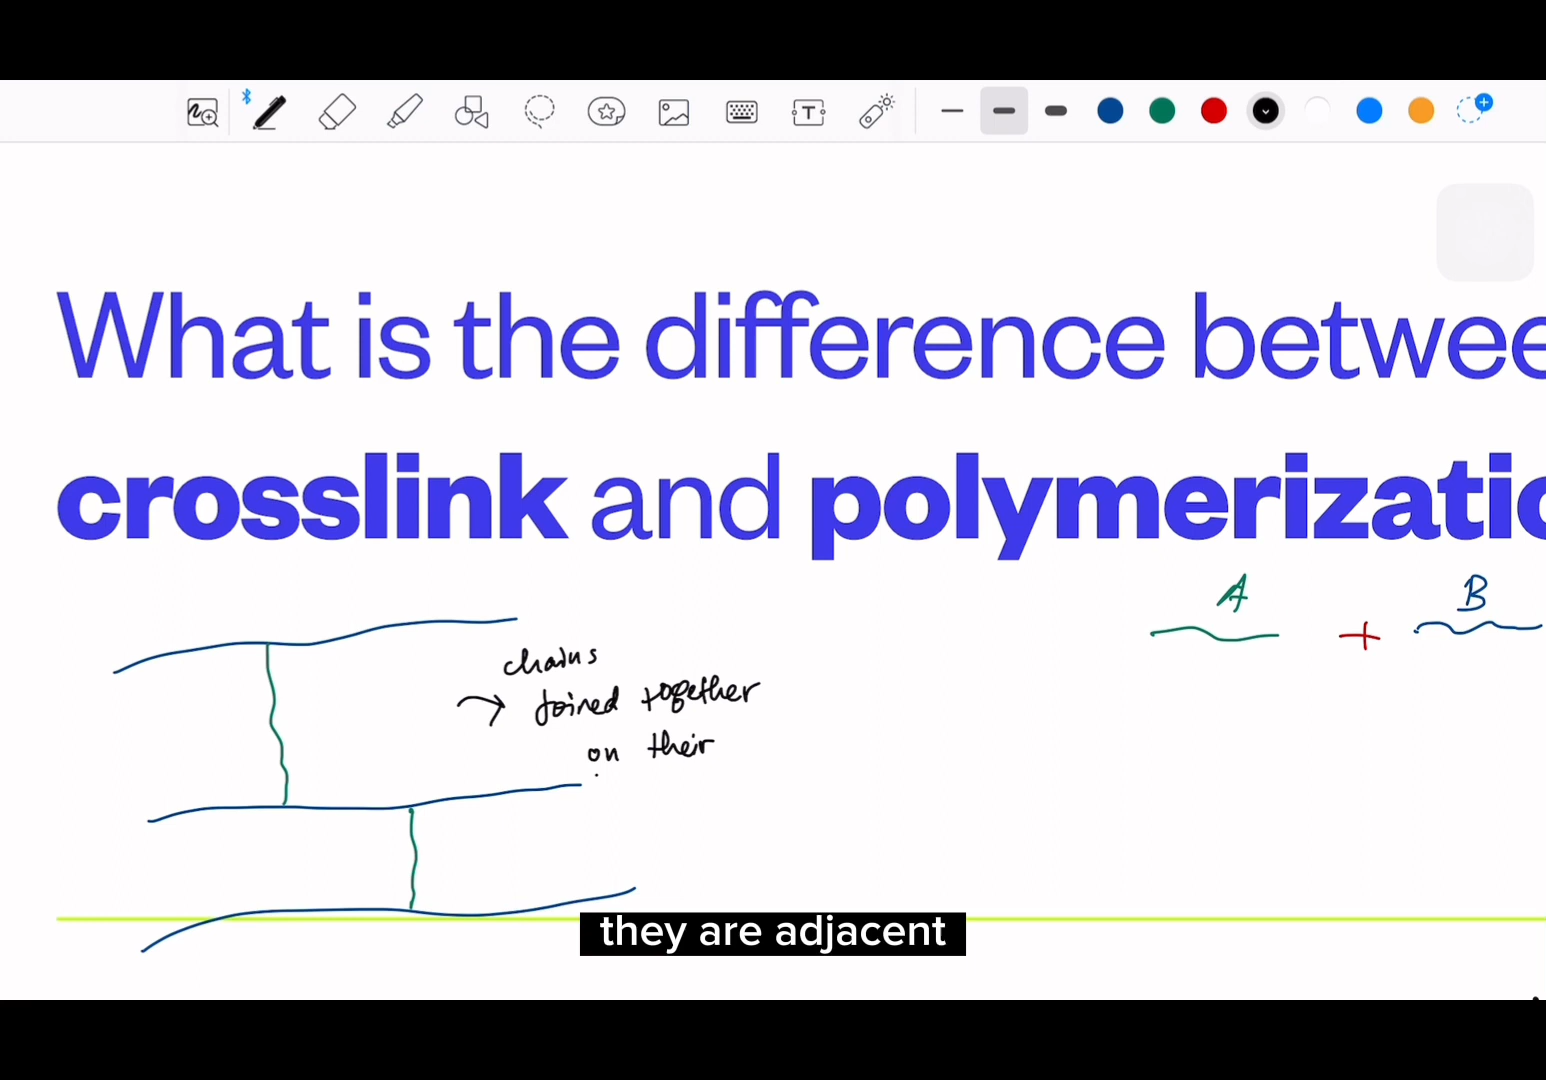 What is the difference betwee
crosslink and polymerizatio
A + B
chains
joined together
on their
they are adjacent